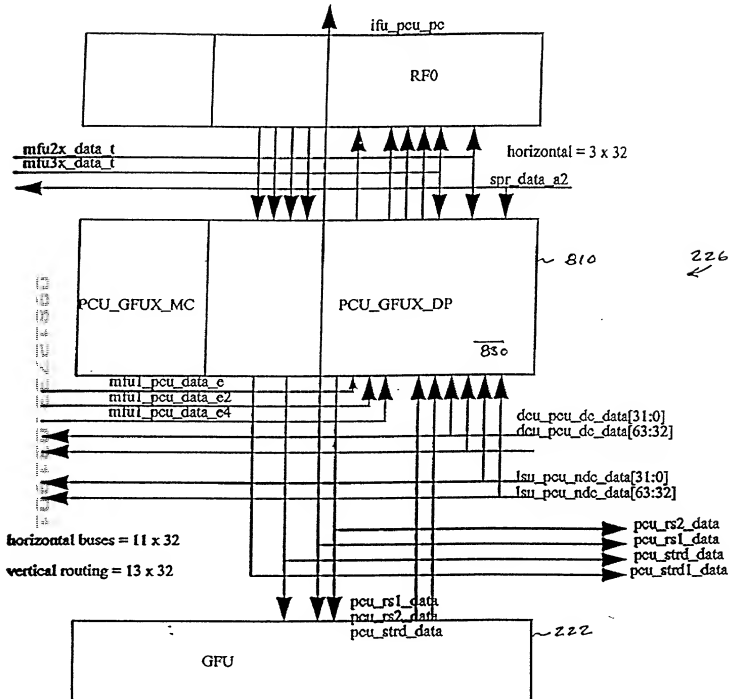 ifu_pcu_pc
RF0
mfu2x_data_t
mfu3x_data_t
horizontal = 3 x 32
spr_data_a2
810
226
PCU_GFUX_MC
PCU_GFUX_DP
830
mfu1_pcu_data_e
mfu1_pcu_data_e2
mfu1_pcu_data_e4
dcu_pcu_dc_data[31:0]
dcu_pcu_dc_data[63:32]
lsu_pcu_ndc_data[31:0]
lsu_pcu_ndc_data[63:32]
pcu_rs2_data
horizontal buses = 11 x 32
pcu_rs1_data
pcu_strd_data
vertical routing = 13 x 32
pcu_strd1_data
pcu_rs1_data
pcu_rs2_data
pcu_strd_data
222
GFU